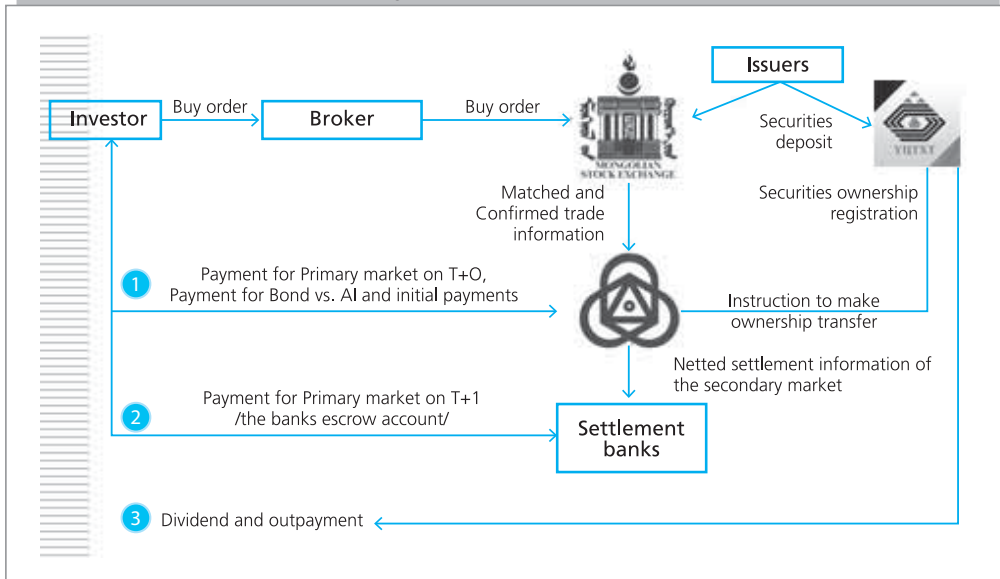 Issuers
Investor
Buy order
Broker
Buy order
Securities
deposit
MONGOLIAN
STOCK EXCHANGE
Matched and
Confirmed trade
information
Securities ownership
registration
1
Payment for Primary market on T+O,
Payment for Bond vs. AI and initial payments
Instruction to make
ownership transfer
Netted settlement information of
the secondary market
2
Payment for Primary market on T+1
/the banks escrow account/
Settlement
banks
3
Dividend and outpayment